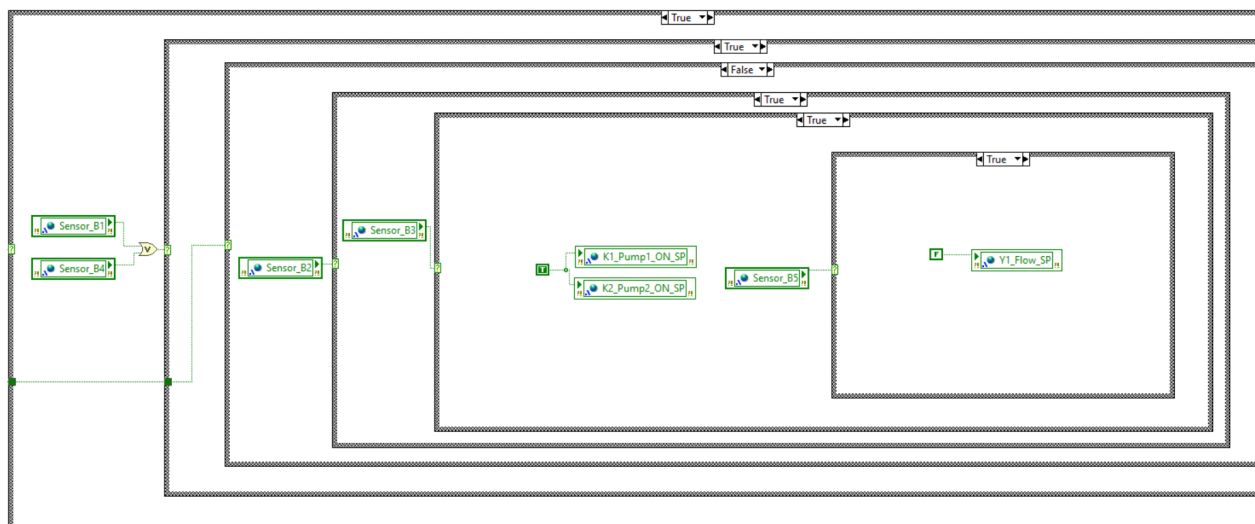 True
True
False
True
True
True
Sensor_B1
Sensor_B4
V
Sensor_B2
Sensor_B3
T
K1_Pump1_ON_SP
K2_Pump2_ON_SP
Sensor_B5
F
Y1_Flow_SP